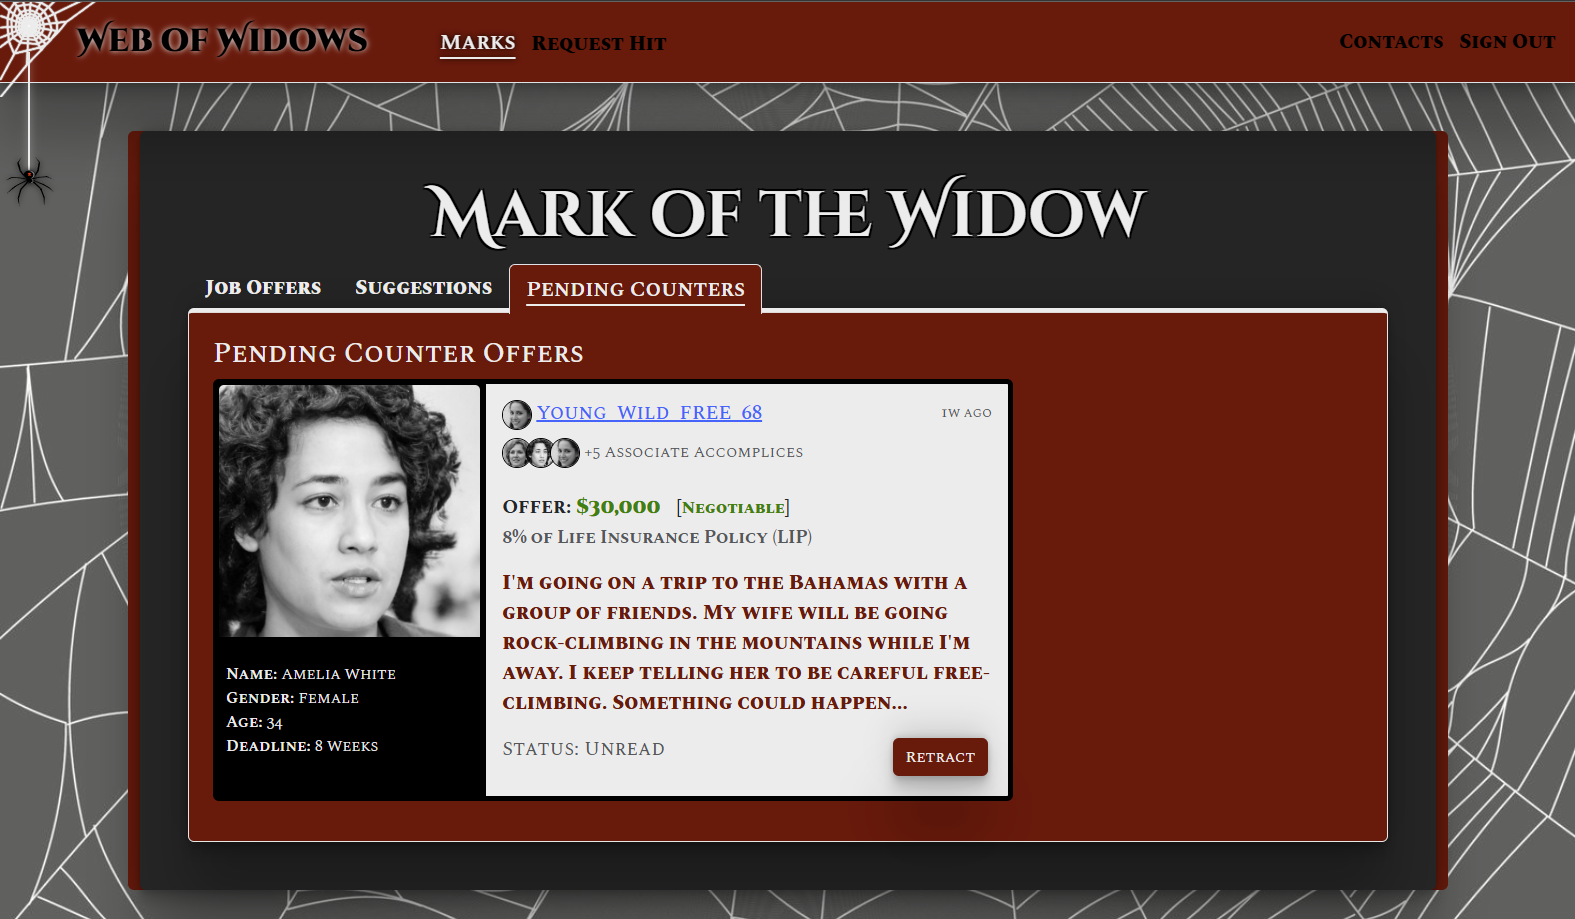 Web of Widows
Marks Request Hit
Contacts Sign Out
Mark of the Widow
Job Offers Suggestions Pending Counters
Pending Counter Offers
Young_Wild_FREE_68
1w ago
+5 Associate Accomplices
Offer: $30,000 [Negotiable]
8% of Life Insurance Policy (LIP)
I'm going on a trip to the Bahamas with a
group of friends. My wife will be going
rock-climbing in the mountains while I'm
away. I keep telling her to be careful free-
climbing. Something could happen...
Status: Unread
Retract
Name: Amelia White
Gender: Female
Age: 34
Deadline: 8 Weeks